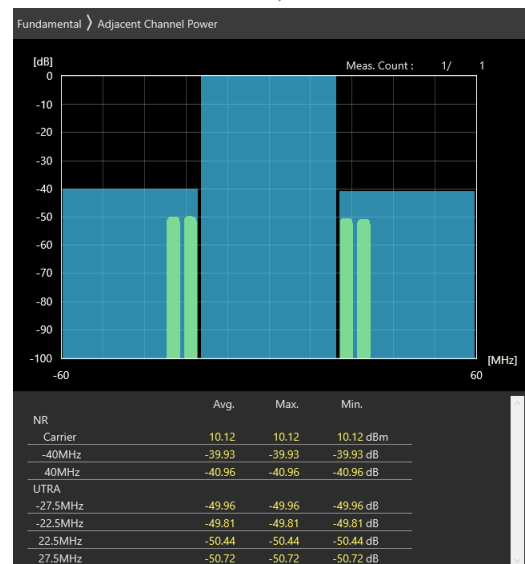 Fundamental 〉 Adjacent Channel Power
[dB]
Meas. Count : 1/ 1
0
-10
-20
-30
-40
-50
-60
-70
-80
-90
-100
[MHz]
-60 60
Avg. Max. Min.
NR
Carrier 10.12 10.12 10.12 dBm
-40MHz -39.93 -39.93 -39.93 dB
40MHz -40.96 -40.96 -40.96 dB
UTRA
-27.5MHz -49.96 -49.96 -49.96 dB
-22.5MHz -49.81 -49.81 -49.81 dB
22.5MHz -50.44 -50.44 -50.44 dB
27.5MHz -50.72 -50.72 -50.72 dB